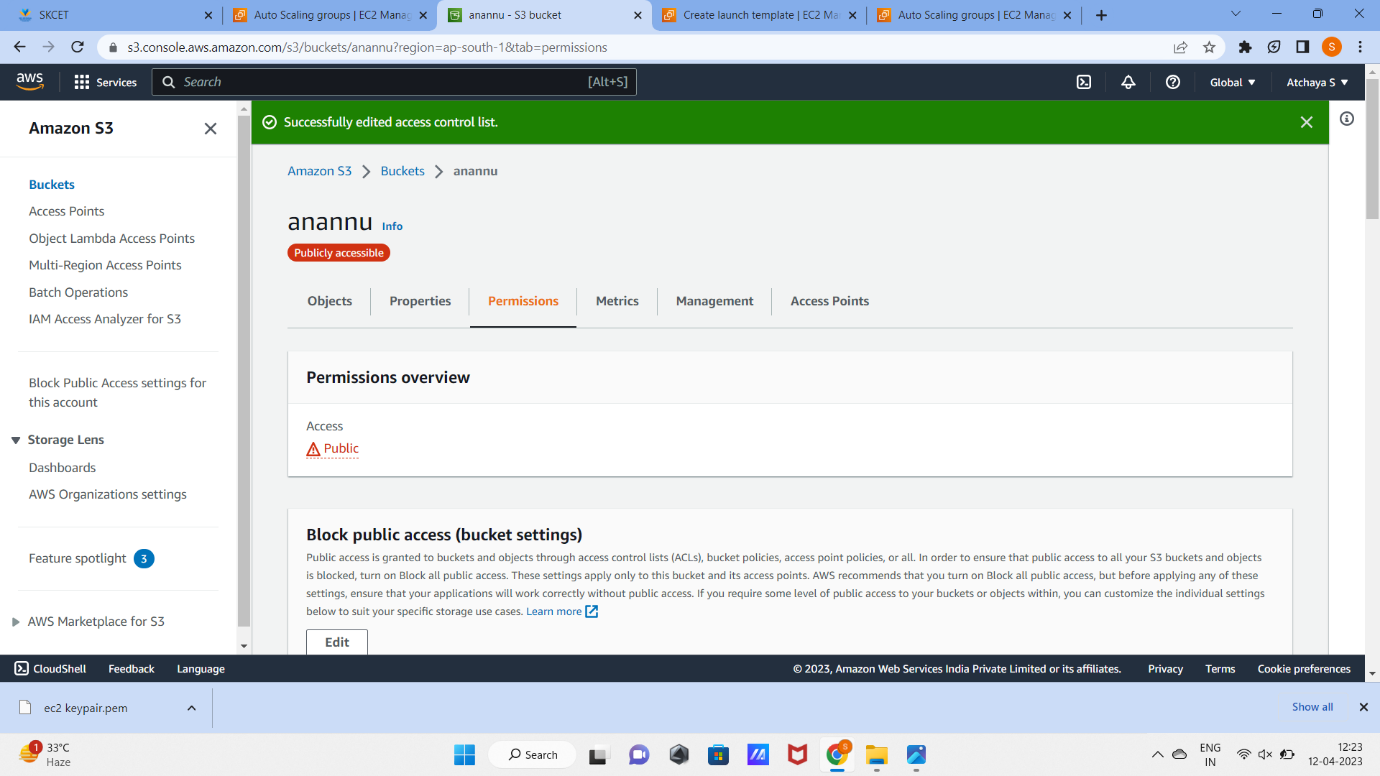 SKCET
Auto Scaling groups | EC2 Manag
anannu - S3 bucket
Create launch template | EC2 Ma
Auto Scaling groups | EC2 Manag
s3.console.aws.amazon.com/s3/buckets/anannu?region=ap-south-1&tab=permissions
S
aws
Services
Search
[Alt+S]
Global
Atchaya S
Amazon S3
Buckets
Access Points
Object Lambda Access Points
Multi-Region Access Points
Batch Operations
IAM Access Analyzer for S3
Block Public Access settings for
this account
Storage Lens
Dashboards
AWS Organizations settings
Feature spotlight 3
AWS Marketplace for S3
Successfully edited access control list.
Amazon S3 > Buckets > anannu
anannu Info
Publicly accessible
Objects
Properties
Permissions
Metrics
Management
Access Points
Permissions overview
Access
Public
Block public access (bucket settings)
Public access is granted to buckets and objects through access control lists (ACLs), bucket policies, access point policies, or all. In order to ensure that public access to all your S3 buckets and objects
is blocked, turn on Block all public access. These settings apply only to this bucket and its access points. AWS recommends that you turn on Block all public access, but before applying any of these
settings, ensure that your applications will work correctly without public access. If you require some level of public access to your buckets or objects within, you can customize the individual settings
below to suit your specific storage use cases. Learn more
Edit
CloudShell
Feedback
Language
© 2023, Amazon Web Services India Private Limited or its affiliates.
Privacy
Terms
Cookie preferences
ec2 keypair.pem
Show all
1
33°C
Haze
Search
S
ENG
IN
12:23
12-04-2023